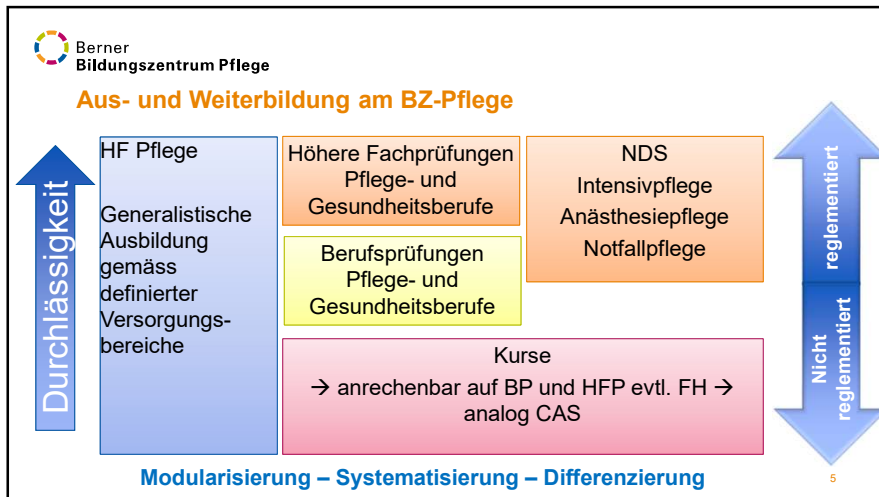 Berner
Bildungszentrum Pflege
Aus- und Weiterbildung am BZ-Pflege
Durchlässigkeit
HF Pflege
Generalistische
Ausbildung
gemäss
definierter
Versorgungs-
bereiche
Höhere Fachprüfungen
Pflege- und
Gesundheitsberufe
Berufsprüfungen
Pflege- und
Gesundheitsberufe
NDS
Intensivpflege
Anästhesiepflege
Notfallpflege
Kurse
→ anrechenbar auf BP und HFP evtl. FH →
analog CAS
reglementiert
Nicht
reglementiert
Modularisierung – Systematisierung – Differenzierung
5